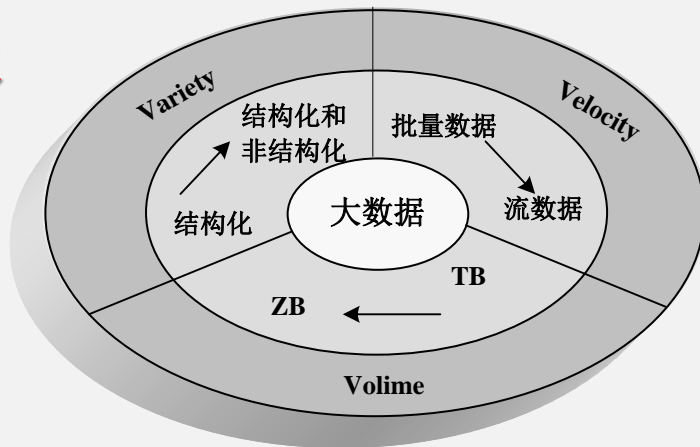 Variety
Velocity
结构化和
非结构化
批量数据
结构化
大数据
流数据
TB
ZB
Volime